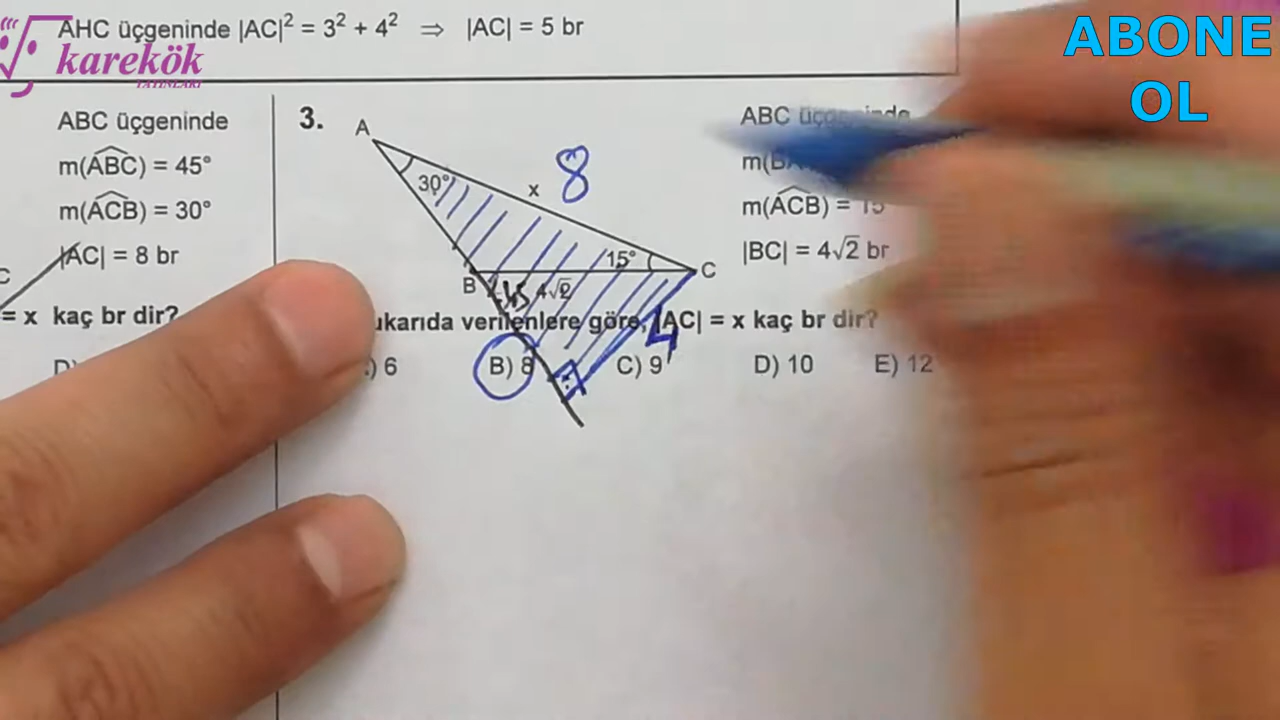 AHC üçgeninde |AC|² = 3² + 4² ⇒ |AC| = 5 br
karekök
YAYINLARI
ABONE
OL
ABC üçgeninde
m(ABC) = 45°
m(ACB) = 30°
|AC| = 8 br
C
= x kaç br dir?
3.
A
30°
x
8
15°
B
C
45
4√2
4
ABC
m(
m(ACB) = 15
|BC| = 4√2 br
ukarıda verilenlere göre, |AC| = x kaç br dir?
) 6 B) 8 C) 9 D) 10 E) 12